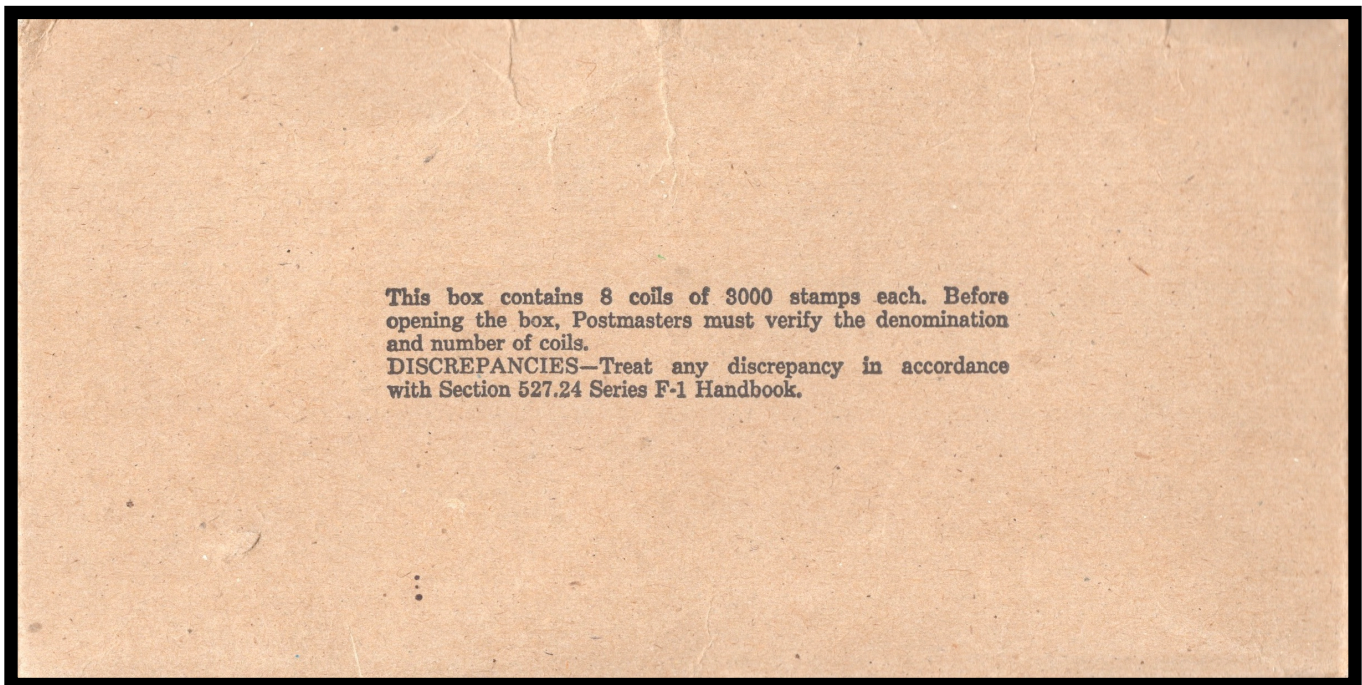 This box contains 8 coils of 3000 stamps each. Before
opening the box, Postmasters must verify the denomination
and number of coils.
DISCREPANCIES—Treat any discrepancy in accordance
with Section 527.24 Series F-1 Handbook.